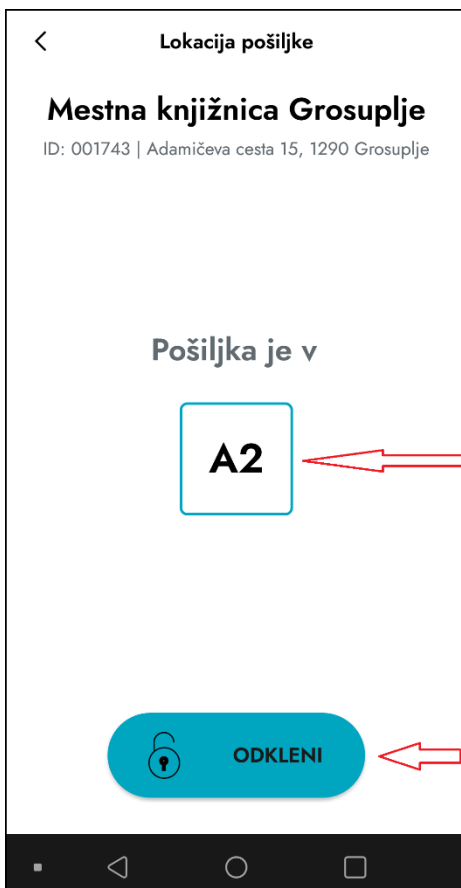 Lokacija pošiljke
Mestna knjižnica Grosuplje
ID: 001743 | Adamičeva cesta 15, 1290 Grosuplje
Pošiljka je v
A2
ODKLENI